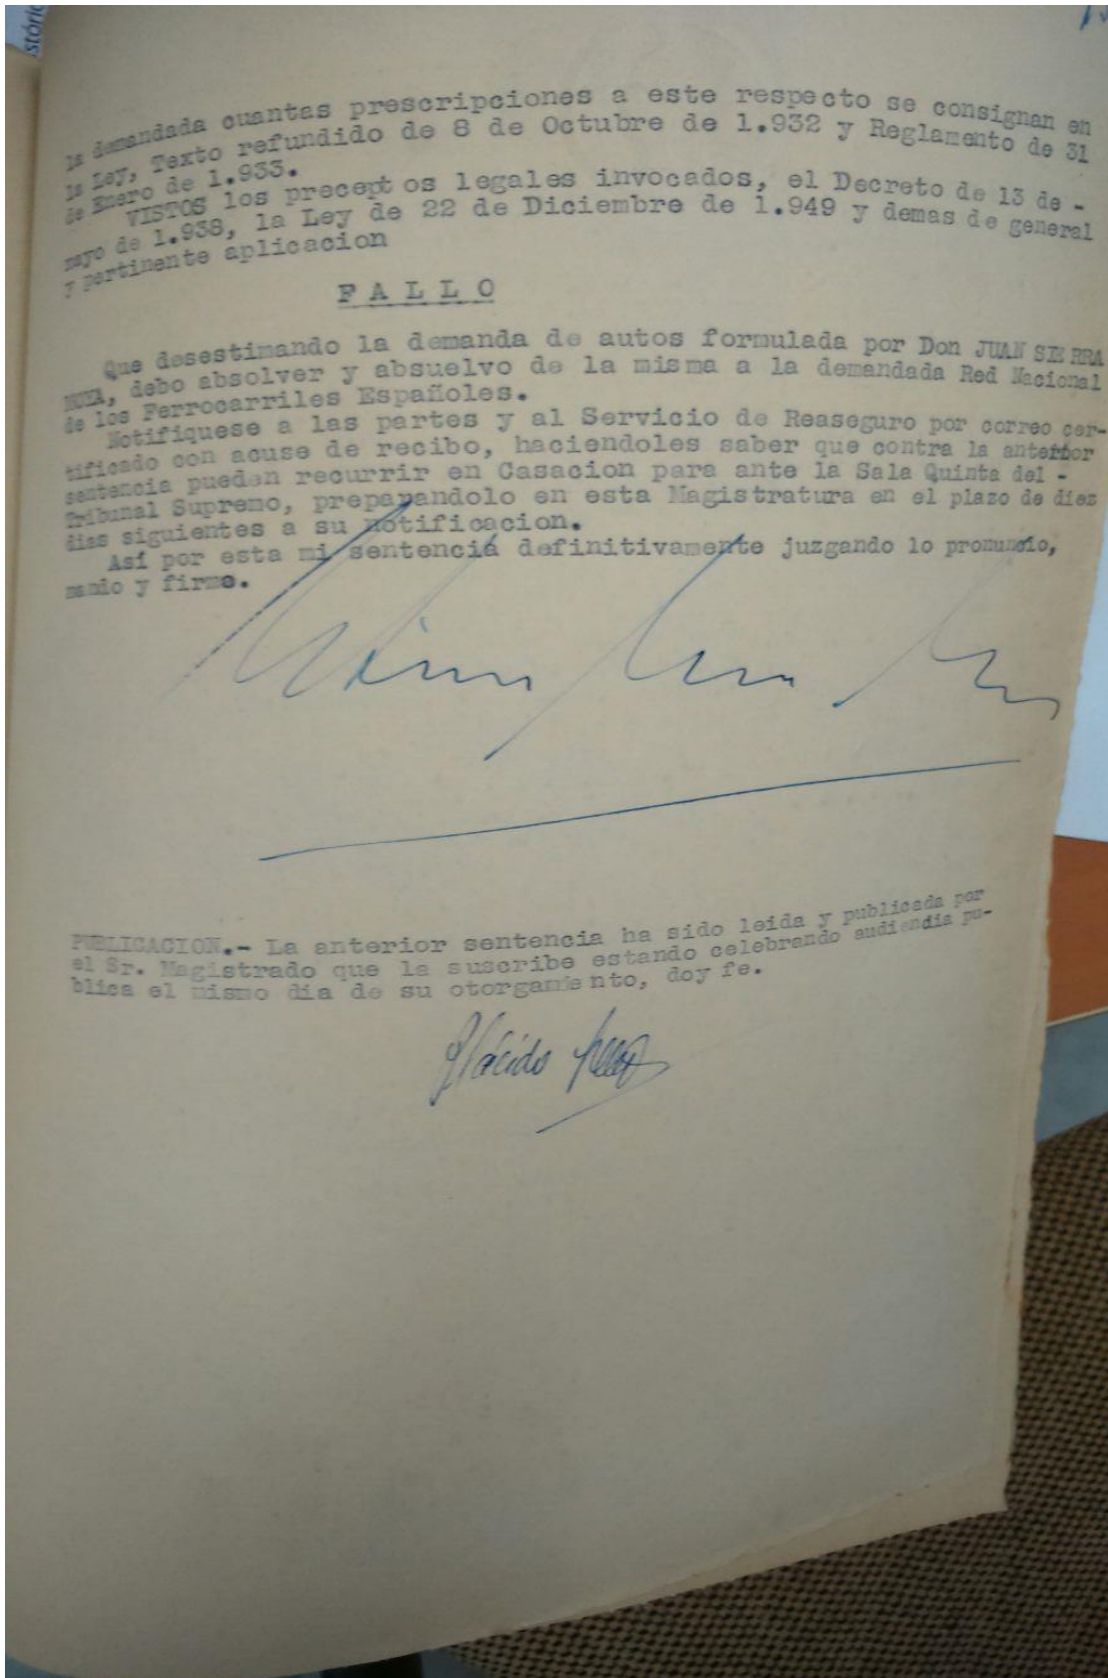 stóric
la demandada cuantas prescripciones a este respecto se consignan en
la Ley, Texto refundido de 8 de Octubre de 1.932 y Reglamento de 31
de Enero de 1.933.
VISTOS los precept os legales invocados, el Decreto de 13 de -
mayo de 1.938, la Ley de 22 de Diciembre de 1.949 y demas de general
y pertinente aplicacion
F A L L O
Que desestimando la demanda de autos formulada por Don JUAN SIERRA
MOYA, debo absolver y absuelvo de la misma a la demandada Red Nacional
de los Ferrocarriles Españoles.
Notifiquese a las partes y al Servicio de Reaseguro por correo cer-
tificado con acuse de recibo, haciendoles saber que contra la anterior
sentencia pueden recurrir en Casacion para ante la Sala Quinta del -
Tribunal Supremo, preparandolo en esta Magistratura en el plazo de diez
dias siguientes a su notificacion.
Así por esta mi sentencia definitivamente juzgando lo pronuncio,
mando y firmo.
PUBLICACION.- La anterior sentencia ha sido leida y publicada por
el Sr. Magistrado que la suscribe estando celebrando audiendia pu-
blica el mismo dia de su otorgamie nto, doy fe.
Plácido